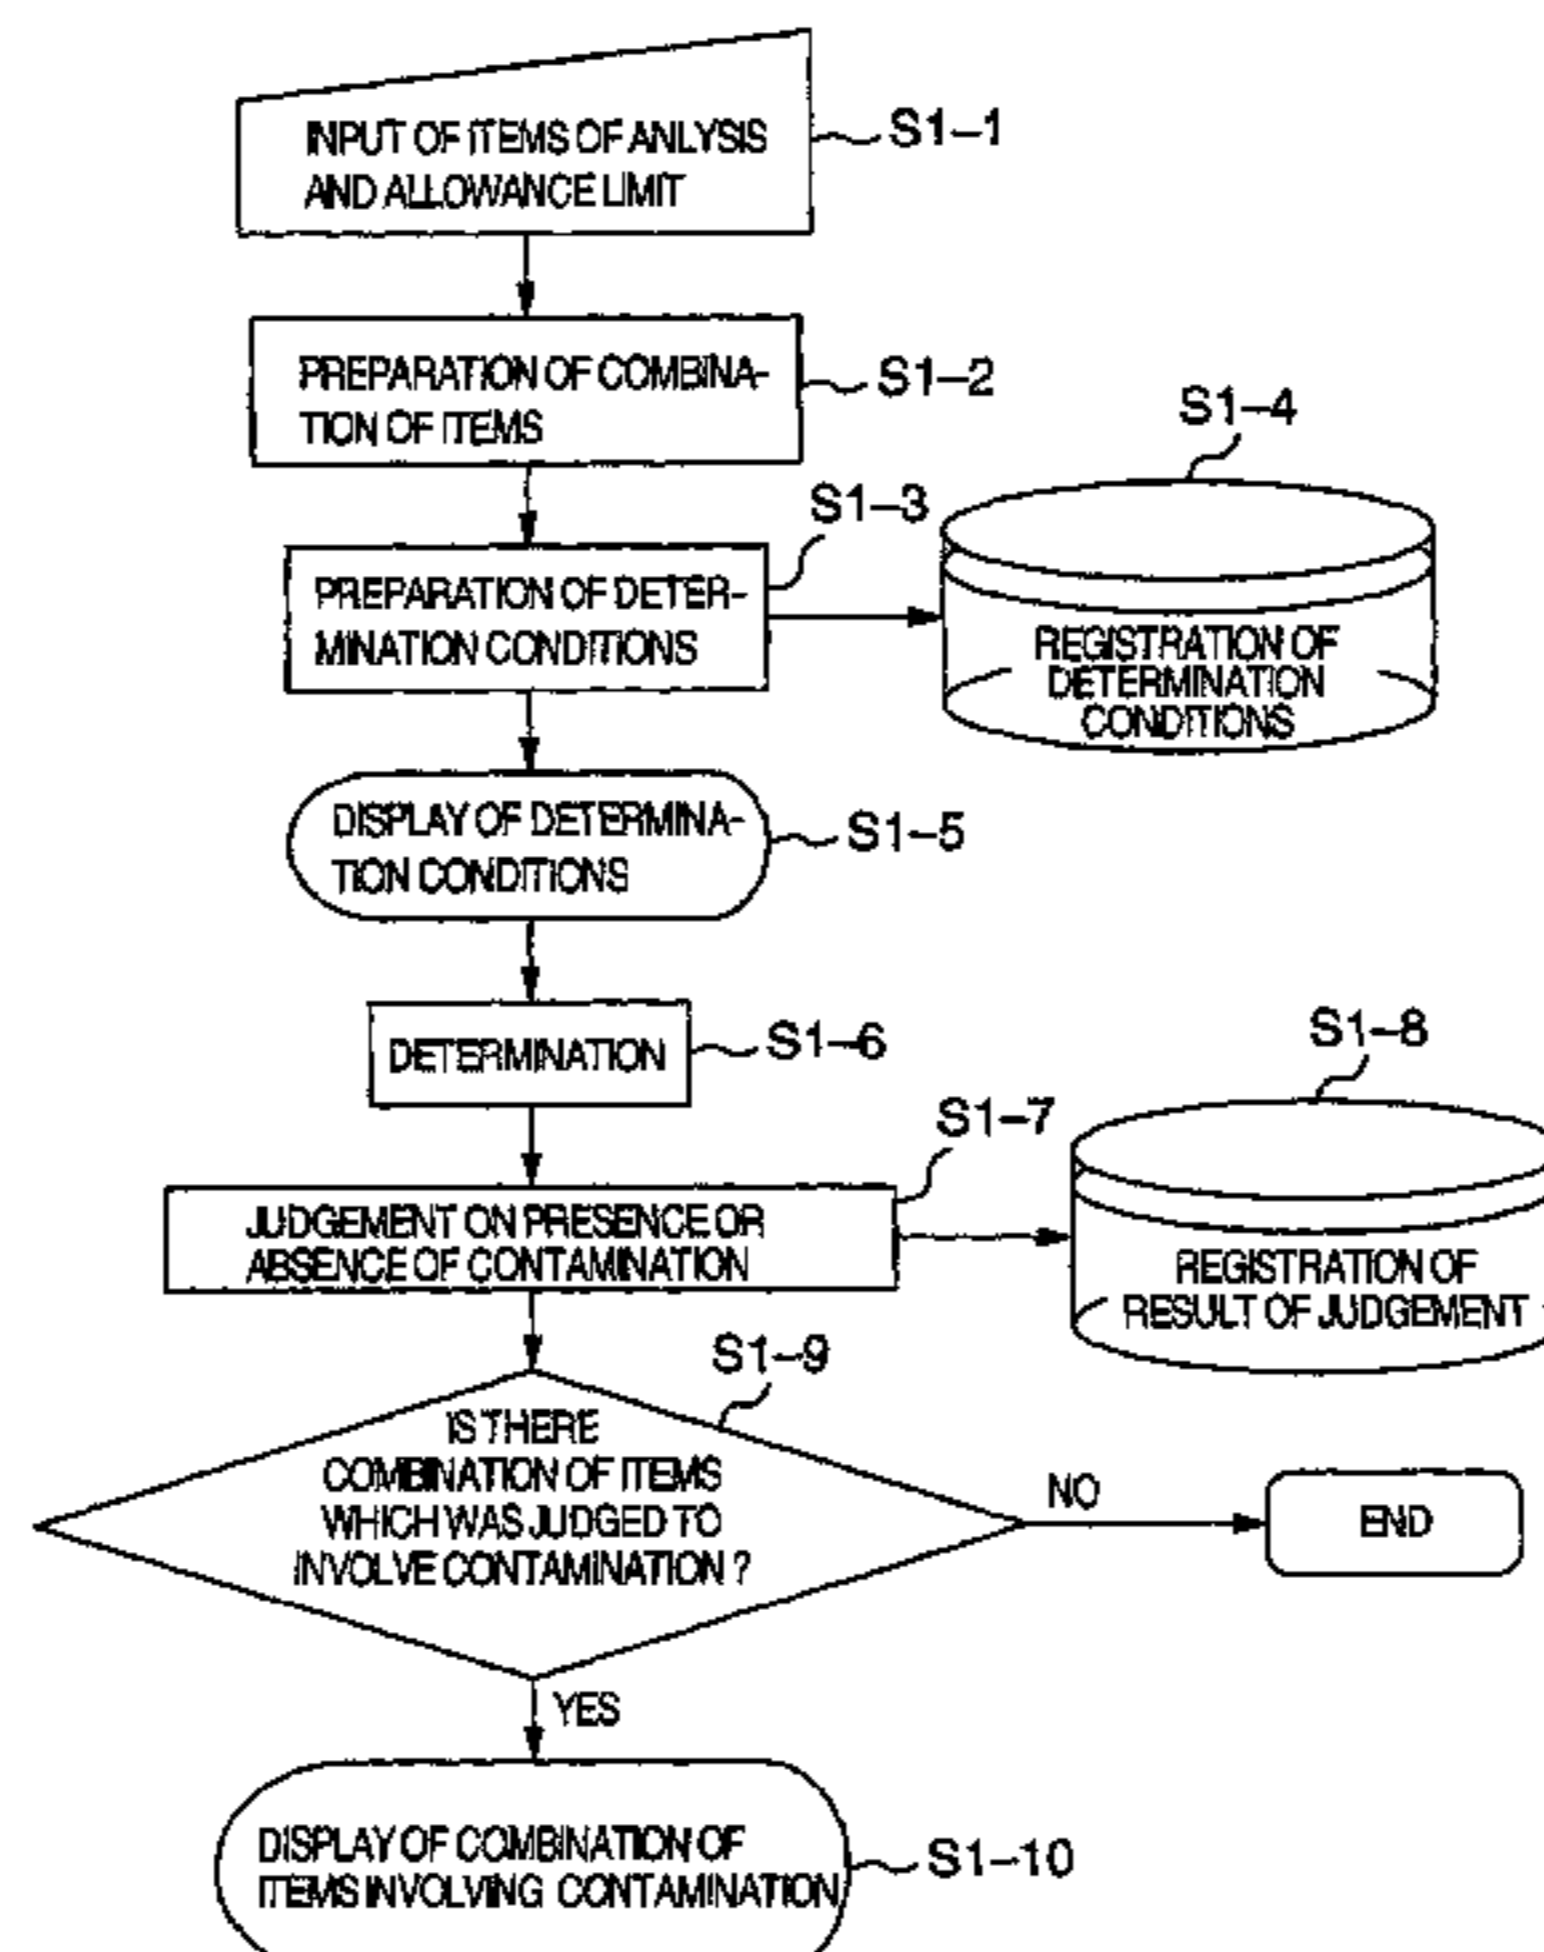 INPUT OF ITEMS OF ANLYSIS
AND ALLOWANCE LIMIT
S1-1
PREPARATION OF COMBINA-
TION OF ITEMS
S1-2
S1-3
S1-4
PREPARATION OF DETER-
MINATION CONDITIONS
REGISTRATION OF
DETERMINATION
CONDITIONS
DISPLAY OF DETERMINA-
TION CONDITIONS
S1-5
DETERMINATION
S1-6
S1-7
S1-8
JUDGEMENT ON PRESENCE OR
ABSENCE OF CONTAMINATION
REGISTRATION OF
RESULT OF JUDGEMENT
S1-9
IS THERE
COMBINATION OF ITEMS
WHICH WAS JUDGED TO
INVOLVE CONTAMINATION ?
NO
END
YES
DISPLAY OF COMBINATION OF
ITEMS INVOLVING CONTAMINATION
S1-10